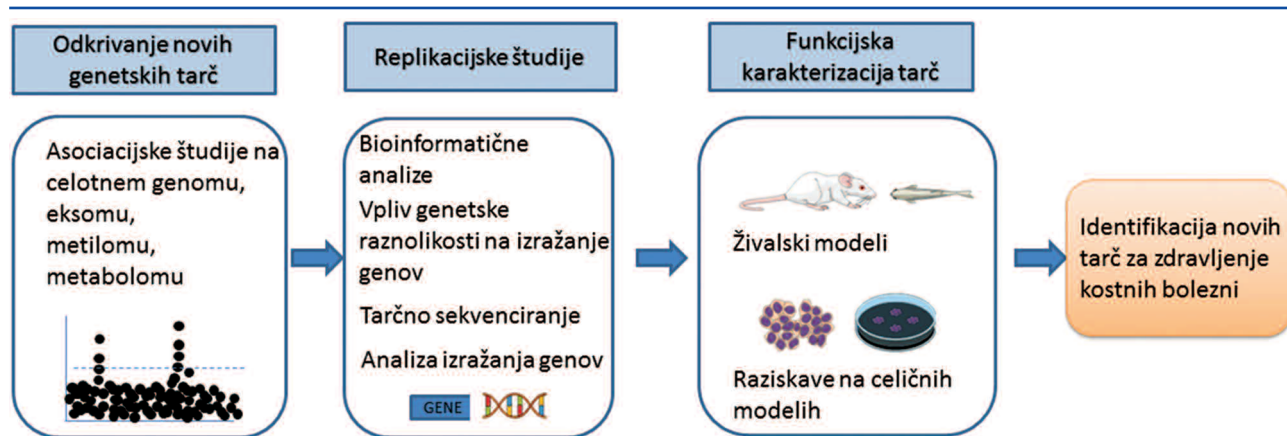 Odkrivanje novih
genetskih tarč
Asociacijske študije na
celotnem genomu,
eksomu,
metilomu,
metabolomu
Replikacijske študije
Bioinformatične
analize
Vpliv genetske
raznolikosti na izražanje
genov
Tarčno sekvenciranje
Analiza izražanja genov
GENE
Funkcijska
karakterizacija tarč
Živalski modeli
Raziskave na celičnih
modelih
Identifikacija novih
tarč za zdravljenje
kostnih bolezni